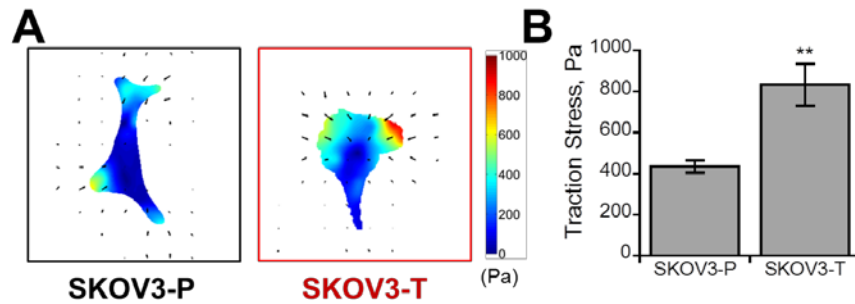 A
SKOV3-P
SKOV3-T
1000
800
600
400
200
0
(Pa)
B
Traction Stress, Pa
1000
800
600
400
200
0
**
SKOV3-P
SKOV3-T